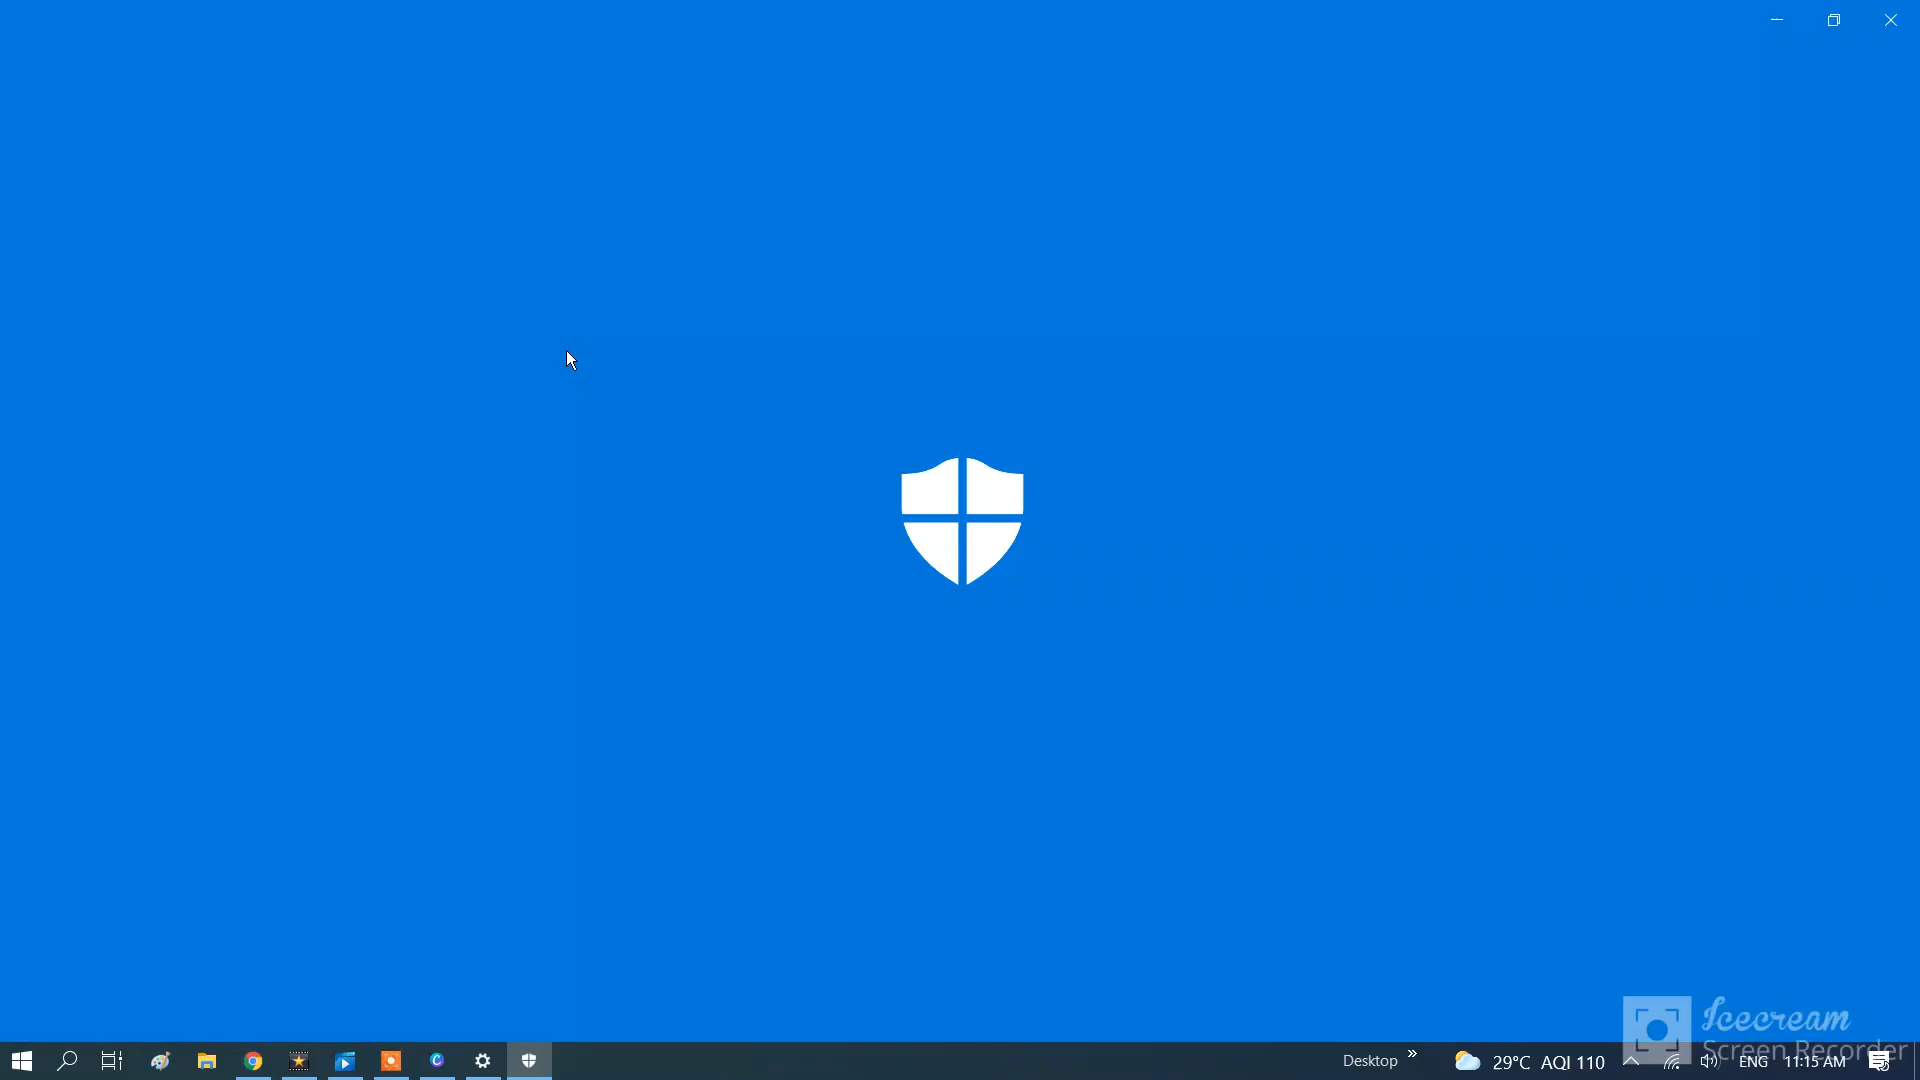 Icecream
Screen Recorder
Desktop
29°C AQI 110
ENG
11:15 AM